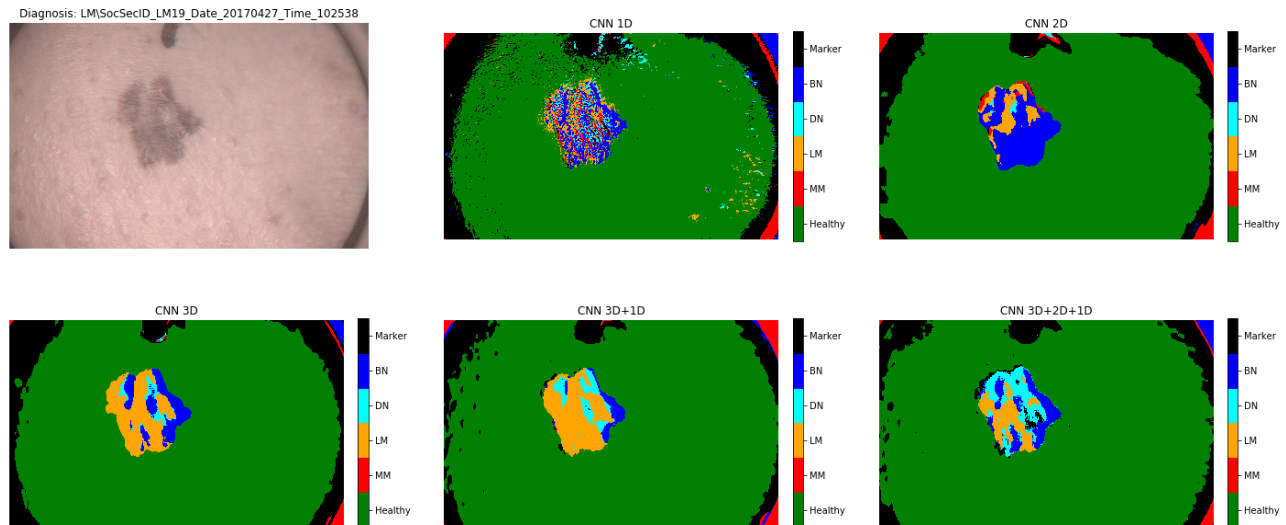 Diagnosis: LM\SocSecID_LM19_Date_20170427_Time_102538
CNN 1D
Marker
BN
DN
LM
MM
Healthy
CNN 2D
Marker
BN
DN
LM
MM
Healthy
CNN 3D
Marker
BN
DN
LM
MM
Healthy
CNN 3D+1D
Marker
BN
DN
LM
MM
Healthy
CNN 3D+2D+1D
Marker
BN
DN
LM
MM
Healthy